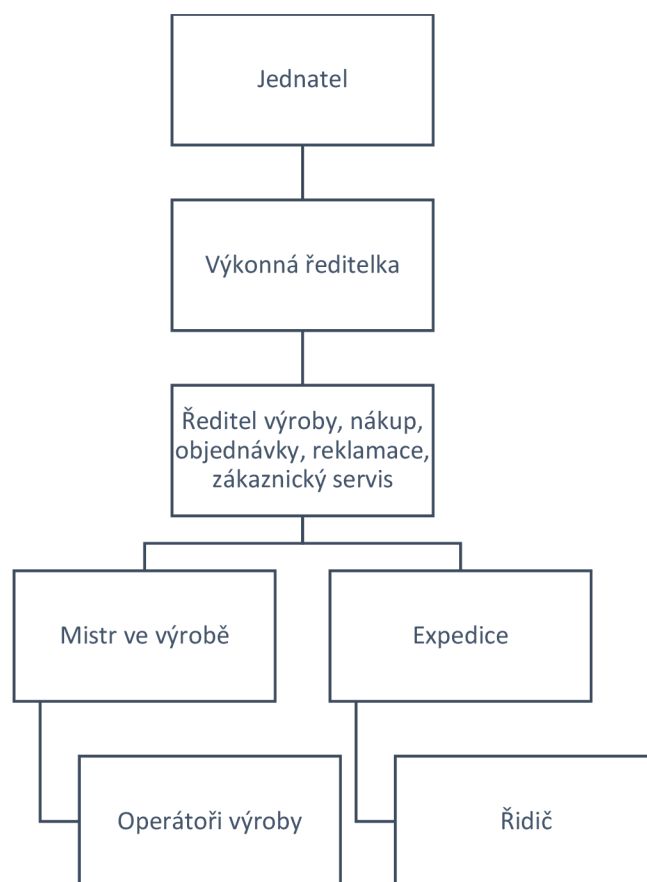 Jednatel
Výkonná ředitelka
Ředitel výroby, nákup,
objednávky, reklamace,
zákaznický servis
Mistr ve výrobě
Expedice
Operátoři výroby
Řidič